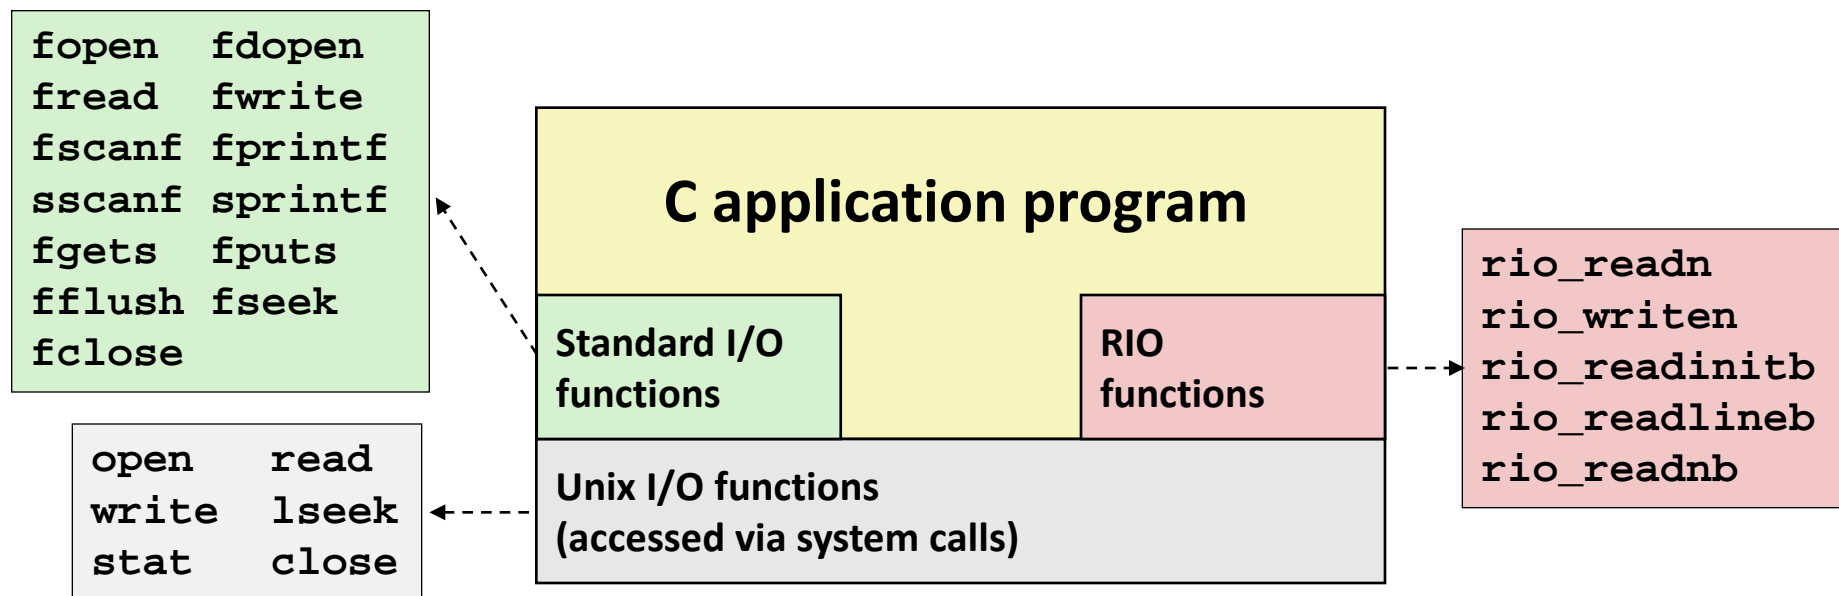 fopen fdopen
fread fwrite
fscanf fprintf
sscanf sprintf
fgets fputs
fflush fseek
fclose
open read
write lseek
stat close
C application program
Standard I/O
functions
RIO
functions
Unix I/O functions
(accessed via system calls)
rio_readn
rio_writen
rio_readinitb
rio_readlineb
rio_readnb